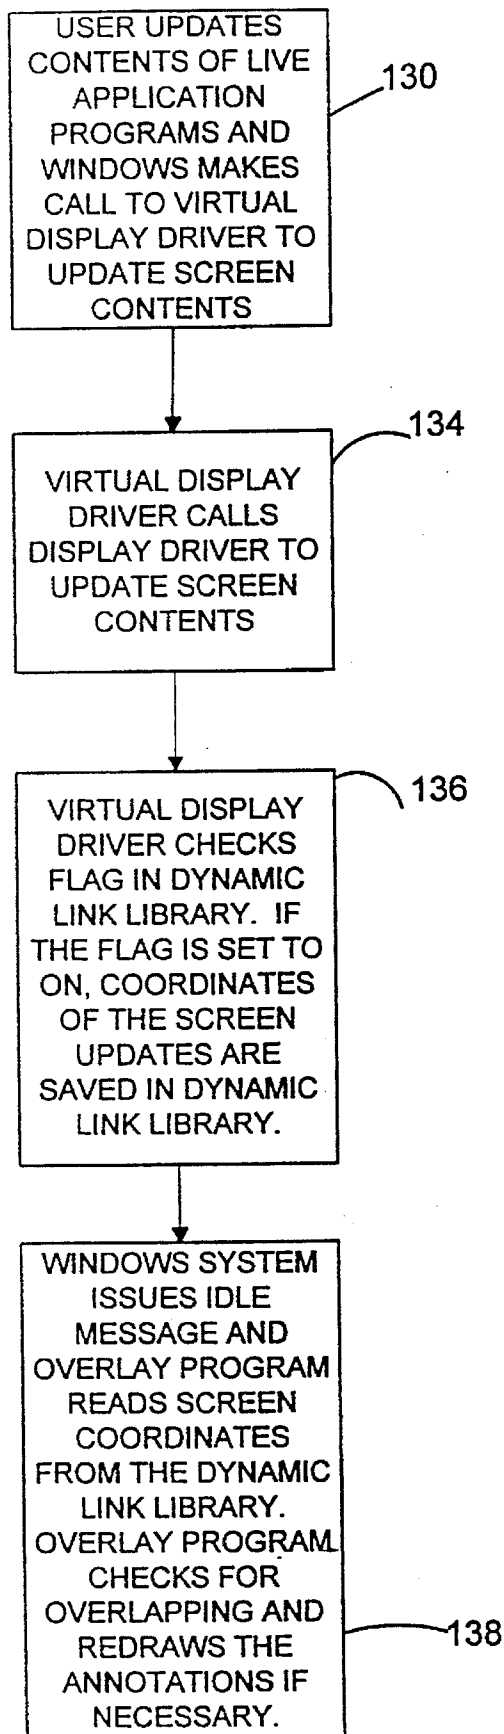 USER UPDATES
CONTENTS OF LIVE
APPLICATION
PROGRAMS AND
WINDOWS MAKES
CALL TO VIRTUAL
DISPLAY DRIVER TO
UPDATE SCREEN
CONTENTS
130
VIRTUAL DISPLAY
DRIVER CALLS
DISPLAY DRIVER TO
UPDATE SCREEN
CONTENTS
134
VIRTUAL DISPLAY
DRIVER CHECKS
FLAG IN DYNAMIC
LINK LIBRARY. IF
THE FLAG IS SET TO
ON, COORDINATES
OF THE SCREEN
UPDATES ARE
SAVED IN DYNAMIC
LINK LIBRARY.
136
WINDOWS SYSTEM
ISSUES IDLE
MESSAGE AND
OVERLAY PROGRAM
READS SCREEN
COORDINATES
FROM THE DYNAMIC
LINK LIBRARY.
OVERLAY PROGRAM
CHECKS FOR
OVERLAPPING AND
REDRAWS THE
ANNOTATIONS IF
NECESSARY.
138